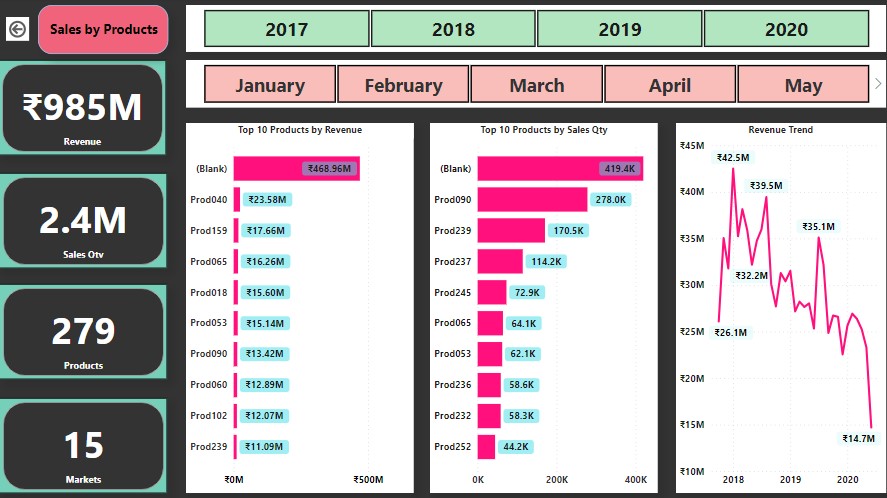 Sales by Products
2017 2018 2019 2020
January February March April May
₹985M
Revenue
2.4M
Sales Qty
279
Products
15
Markets
Top 10 Products by Revenue
(Blank) ₹468.96M
Prod040 ₹23.58M
Prod159 ₹17.66M
Prod065 ₹16.26M
Prod018 ₹15.60M
Prod053 ₹15.14M
Prod090 ₹13.42M
Prod060 ₹12.89M
Prod102 ₹12.07M
Prod239 ₹11.09M
₹0M ₹500M
Top 10 Products by Sales Qty
(Blank) 419.4K
Prod090 278.0K
Prod239 170.5K
Prod237 114.2K
Prod245 72.9K
Prod065 64.1K
Prod053 62.1K
Prod236 58.6K
Prod232 58.3K
Prod252 44.2K
0K 200K 400K
Revenue Trend
₹45M
₹42.5M
₹40M
₹39.5M
₹35M
₹35.1M
₹32.2M
₹30M
₹25M
₹26.1M
₹20M
₹15M
₹14.7M
₹10M
2018 2019 2020